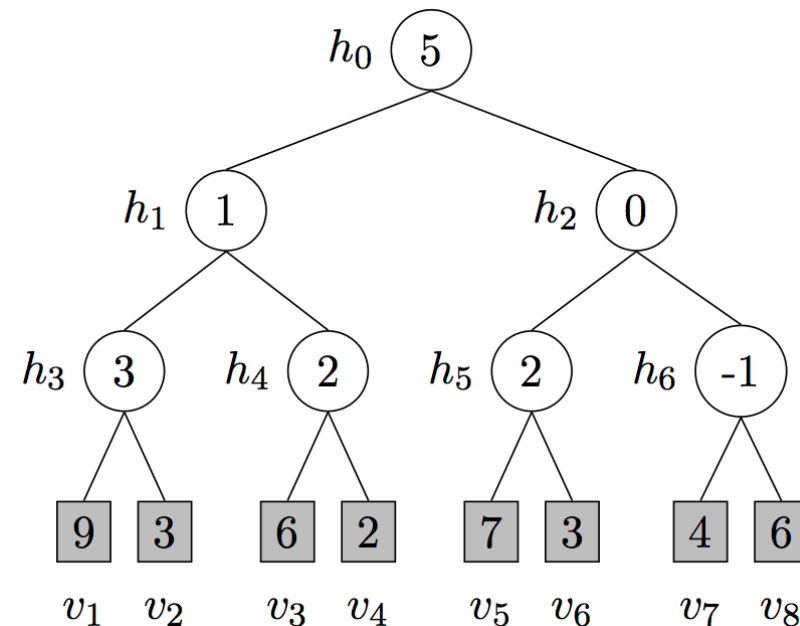 h₀ 5
h₁ 1 h₂ 0
h₃ 3 h₄ 2 h₅ 2 h₆ -1
9 3 6 2 7 3 4 6
v₁ v₂ v₃ v₄ v₅ v₆ v₇ v₈